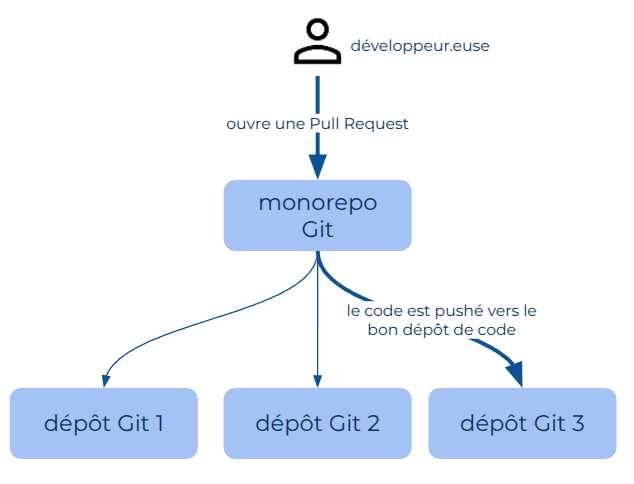 développeur.euse
ouvre une Pull Request
monorepo
Git
le code est pushé vers le
bon dépôt de code
dépôt Git 1
dépôt Git 2
dépôt Git 3